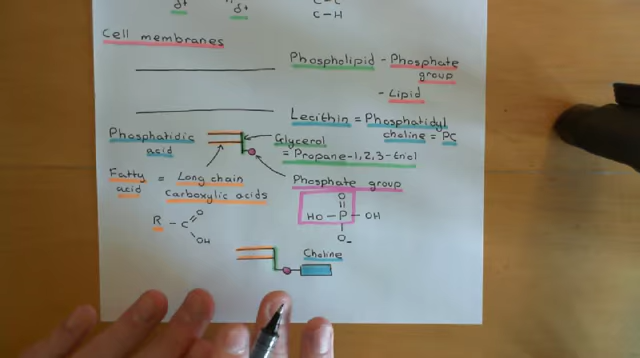 δ+
δ+
C-C
C-H
Cell membranes
Phospholipid - Phosphate
group
- Lipid
Lecithin = Phosphatidyl
choline = PC
Phosphatidic
acid
Glycerol
= Propane-1,2,3-triol
Fatty = Long chain
acid carboxylic acids
Phosphate group
R - C
O
OH
O
HO - P - OH
O-
Choline